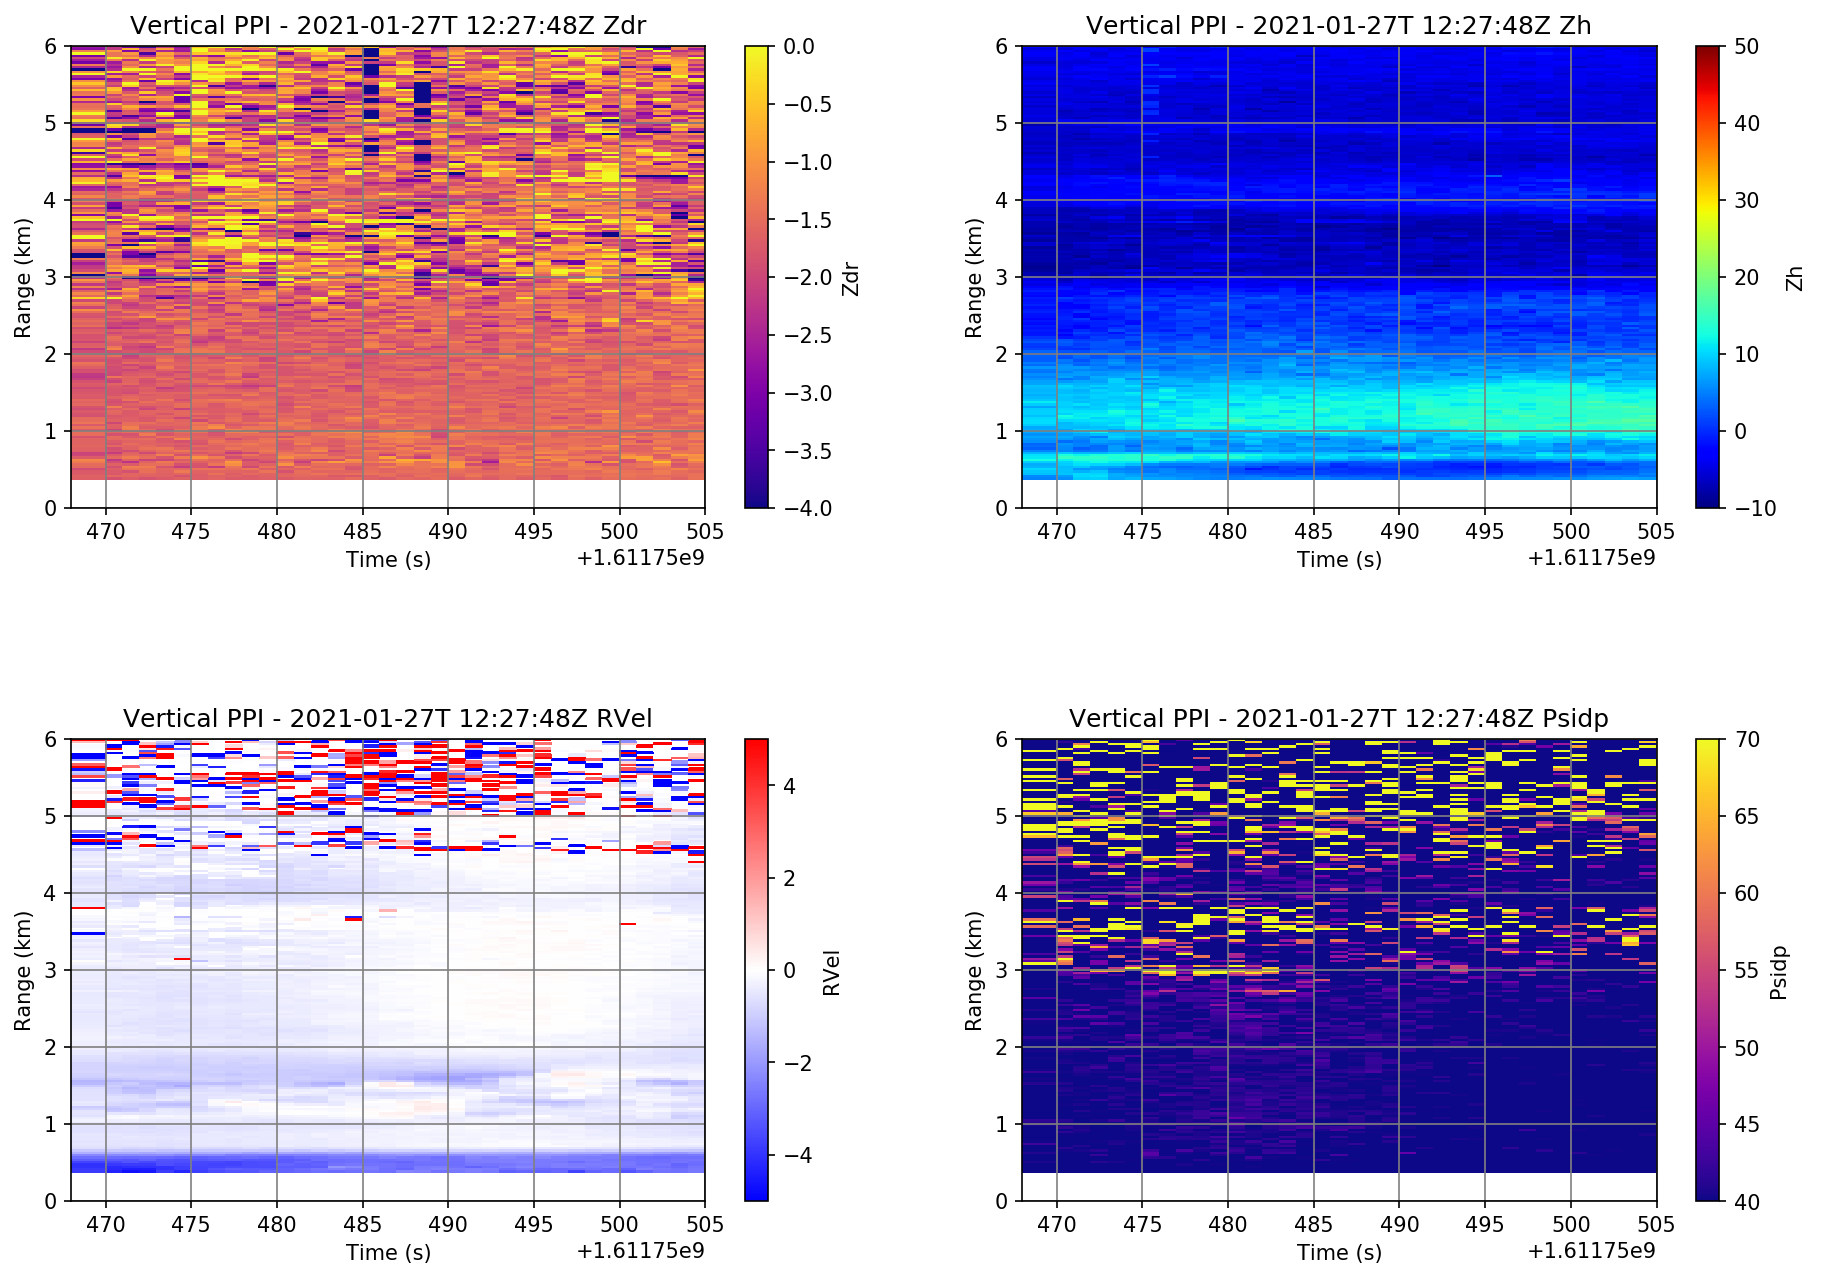 Vertical PPI - 2021-01-27T 12:27:48Z Zdr
6
5
4
3
2
1
0
Range (km)
470 475 480 485 490 495 500 505
Time (s)
+1.61175e9
0.0
−0.5
−1.0
−1.5
−2.0
−2.5
−3.0
−3.5
−4.0
Zdr
Vertical PPI - 2021-01-27T 12:27:48Z Zh
6
5
4
3
2
1
0
Range (km)
470 475 480 485 490 495 500 505
Time (s)
+1.61175e9
50
40
30
20
10
0
−10
Zh
Vertical PPI - 2021-01-27T 12:27:48Z RVel
6
5
4
3
2
1
0
Range (km)
470 475 480 485 490 495 500 505
Time (s)
+1.61175e9
4
2
0
−2
−4
RVel
Vertical PPI - 2021-01-27T 12:27:48Z Psidp
6
5
4
3
2
1
0
Range (km)
470 475 480 485 490 495 500 505
Time (s)
+1.61175e9
70
65
60
55
50
45
40
Psidp